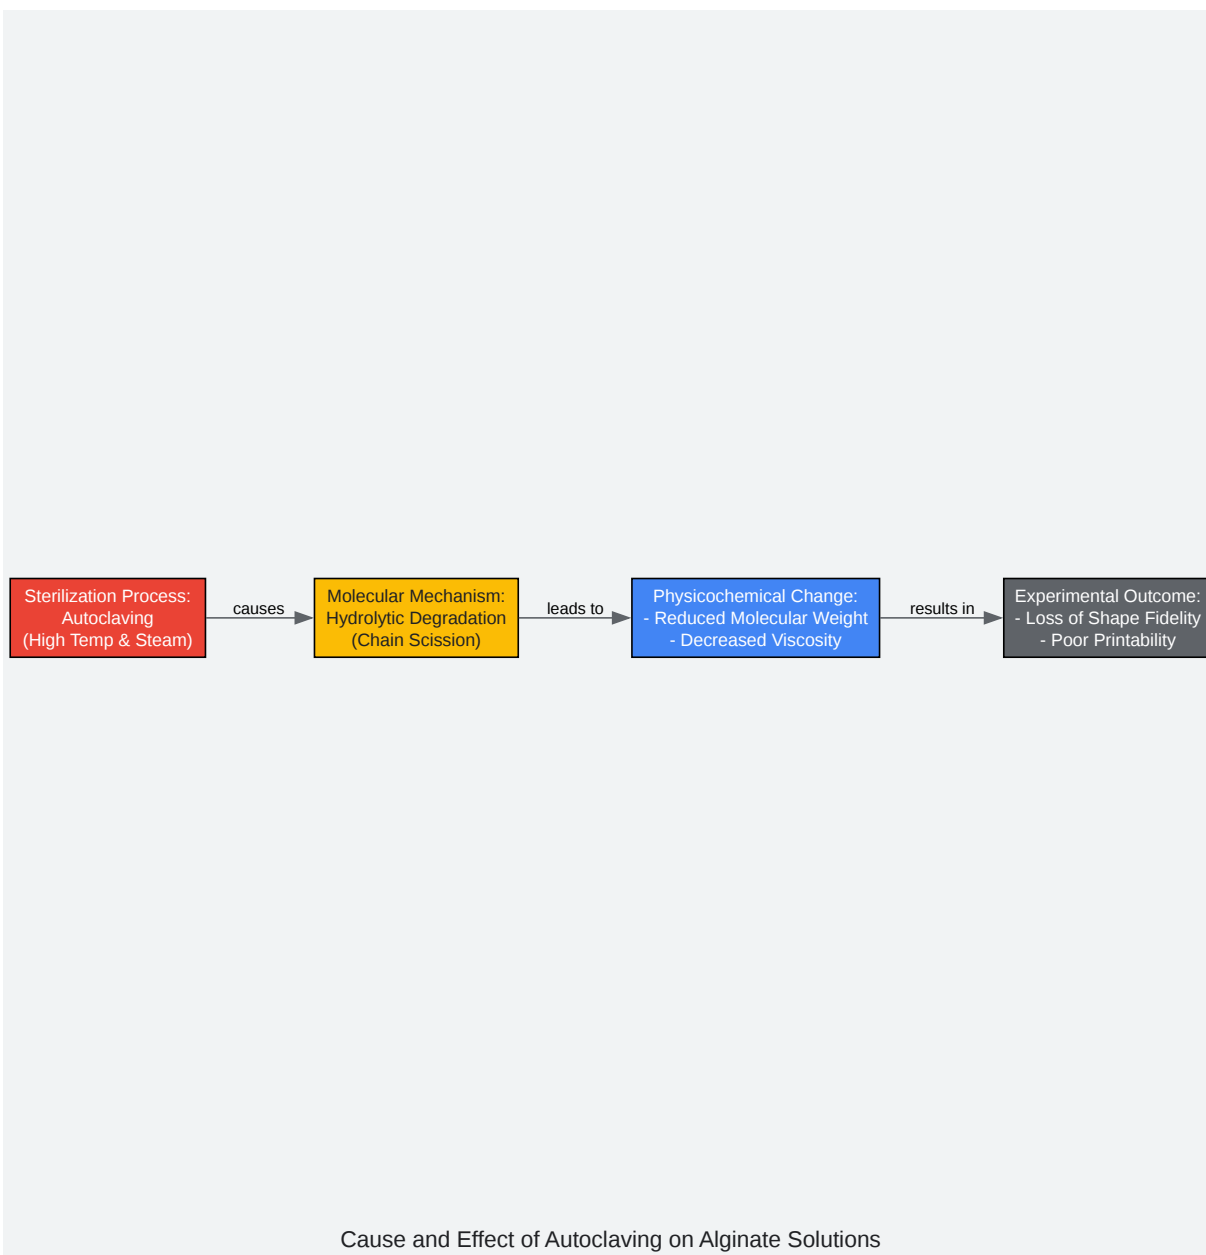 Sterilization Process:
Autoclaving
(High Temp & Steam)
causes
Molecular Mechanism:
Hydrolytic Degradation
(Chain Scission)
leads to
Physicochemical Change:
- Reduced Molecular Weight
- Decreased Viscosity
results in
Experimental Outcome:
- Loss of Shape Fidelity
- Poor Printability
Cause and Effect of Autoclaving on Alginate Solutions